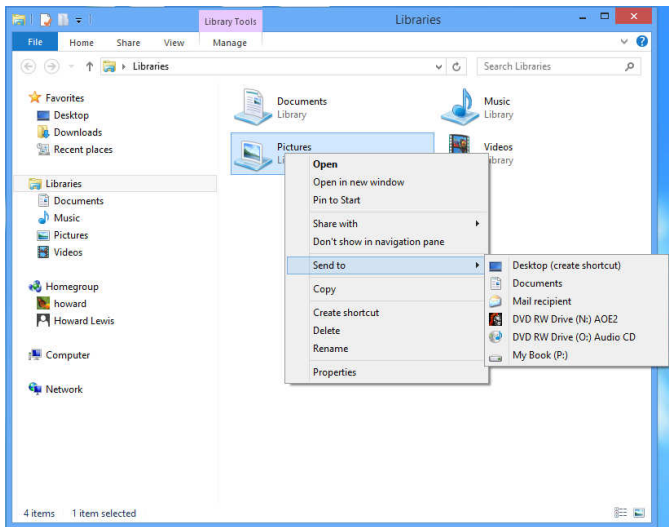 Library Tools
Libraries
File
Home
Share
View
Manage
Libraries
Search Libraries
Favorites
Desktop
Downloads
Recent places
Libraries
Documents
Music
Pictures
Videos
Homegroup
howard
Howard Lewis
Computer
Network
Documents
Library
Music
Library
Pictures
Videos
Open
Open in new window
Pin to Start
Share with
Don't show in navigation pane
Send to
Copy
Create shortcut
Delete
Rename
Properties
Desktop (create shortcut)
Documents
Mail recipient
DVD RW Drive (N:) AOE2
DVD RW Drive (O:) Audio CD
My Book (P:)
4 items
1 item selected